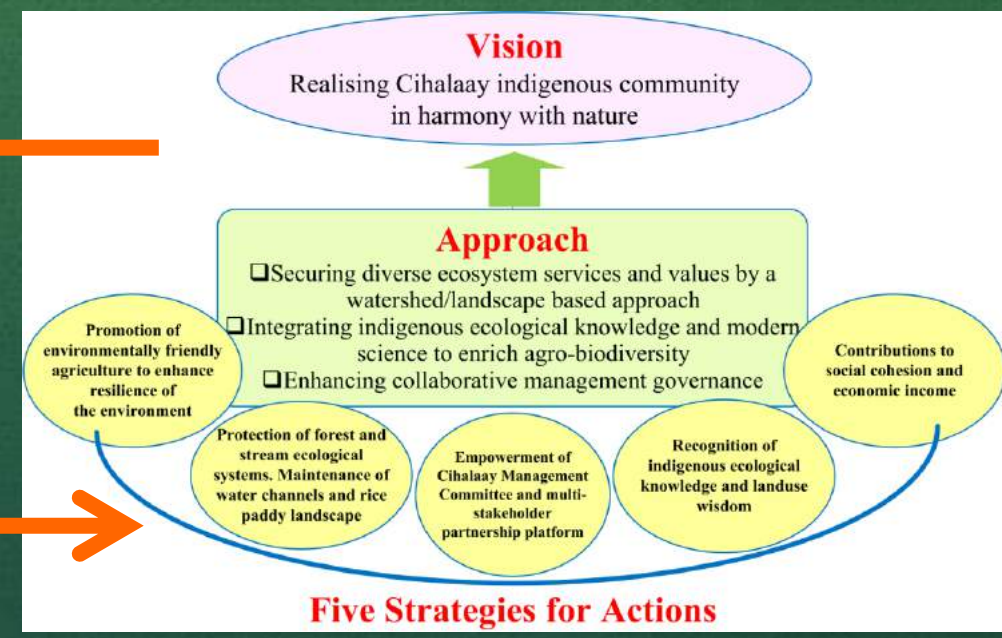 Vision
Realising Cihalaay indigenous community
in harmony with nature
Approach
❑Securing diverse ecosystem services and values by a
watershed/landscape based approach
❑Integrating indigenous ecological knowledge and modern
science to enrich agro-biodiversity
❑Enhancing collaborative management governance
Promotion of
environmentally friendly
agriculture to enhance
resilience of
the environment
Protection of forest and
stream ecological
systems. Maintenance of
water channels and rice
paddy landscape
Empowerment of
Cihalaay Management
Committee and multi-
stakeholder
partnership platform
Recognition of
indigenous ecological
knowledge and landuse
wisdom
Contributions to
social cohesion and
economic income
Five Strategies for Actions